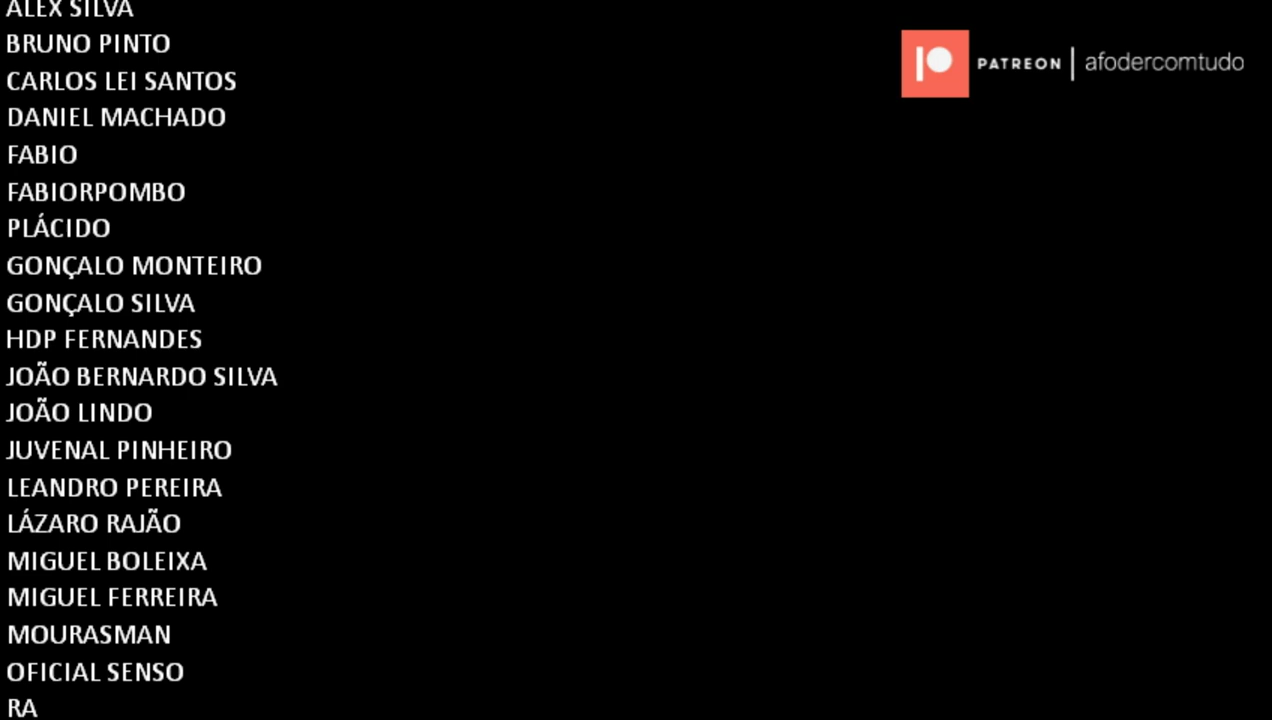 ALEX SILVA
BRUNO PINTO
CARLOS LEI SANTOS
DANIEL MACHADO
FABIO
FABIORPOMBO
PLÁCIDO
GONÇALO MONTEIRO
GONÇALO SILVA
HDP FERNANDES
JOÃO BERNARDO SILVA
JOÃO LINDO
JUVENAL PINHEIRO
LEANDRO PEREIRA
LÁZARO RAJÃO
MIGUEL BOLEIXA
MIGUEL FERREIRA
MOURASMAN
OFICIAL SENSO
RA
PATREON | afodercomtudo